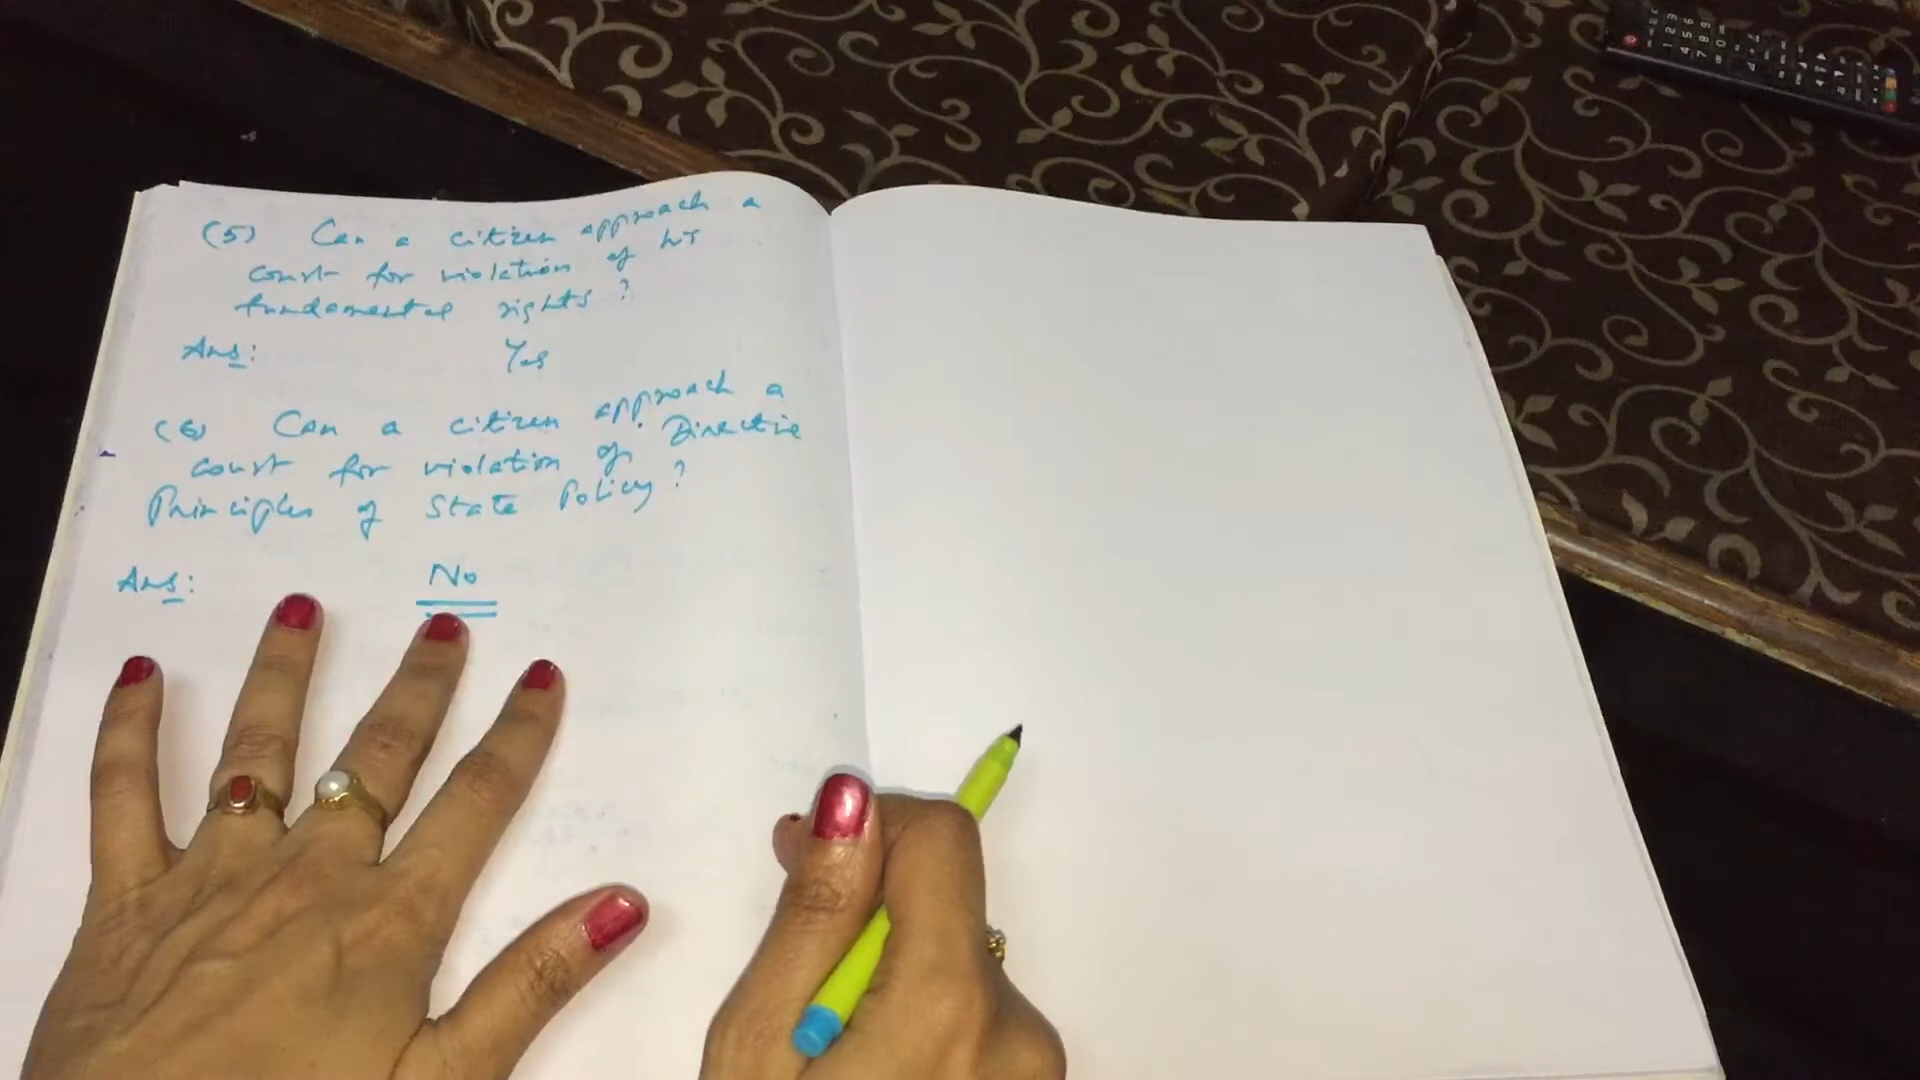 (5) Can a citizen approach a
court for violation of his
fundamental rights?
Ans: Yes
(6) Can a citizen approach a
court for violation of Directive
Principles of State Policy?
Ans: No